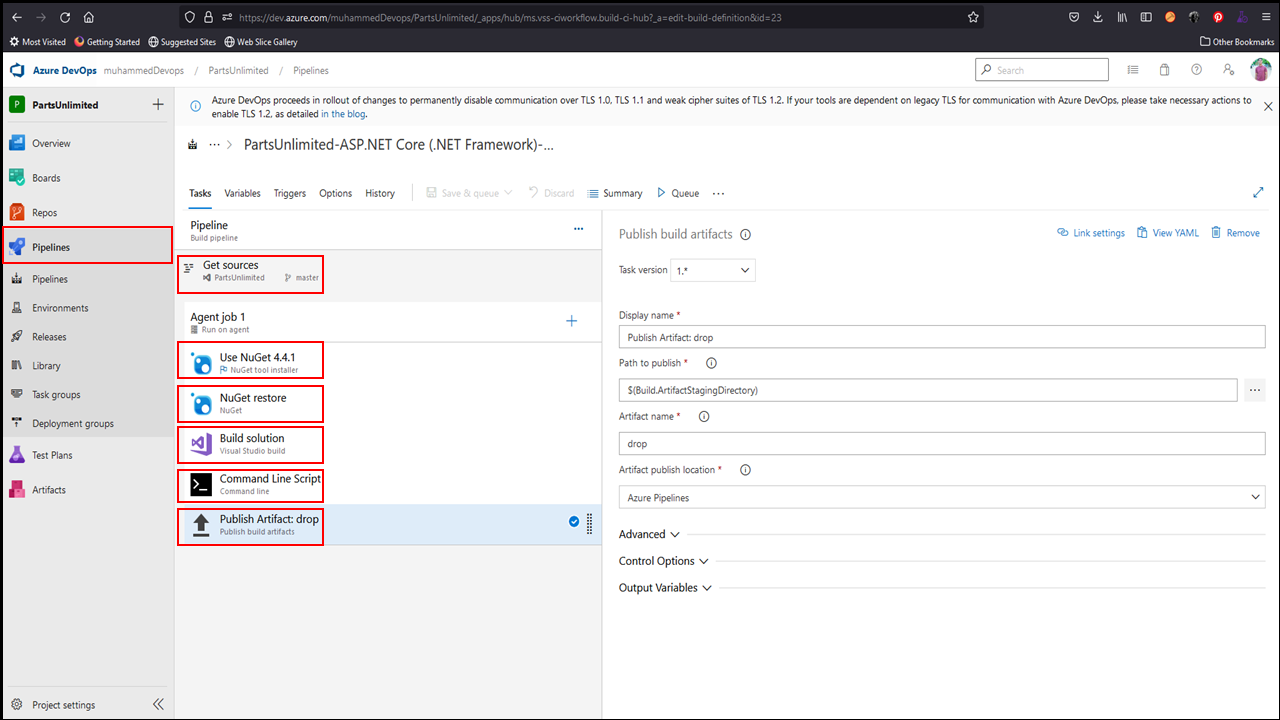 https://dev.azure.com/muhammedDevops/PartsUnlimited/_apps/hub/ms.vss-ciworkflow.build-ci-hub?_a=edit-build-definition&id=23
Most Visited Getting Started Suggested Sites Web Slice Gallery Other Bookmarks
Azure DevOps muhammedDevops / PartsUnlimited / Pipelines Search
P PartsUnlimited
Overview
Boards
Repos
Pipelines
Pipelines
Environments
Releases
Library
Task groups
Deployment groups
Test Plans
Artifacts
Project settings
Azure DevOps proceeds in rollout of changes to permanently disable communication over TLS 1.0, TLS 1.1 and weak cipher suites of TLS 1.2. If your tools are dependent on legacy TLS for communication with Azure DevOps, please take necessary actions to
enable TLS 1.2, as detailed in the blog.
... > PartsUnlimited-ASP.NET Core (.NET Framework)-...
Tasks Variables Triggers Options History Save & queue Discard Summary Queue ...
Pipeline
Build pipeline
Get sources
PartsUnlimited master
Agent job 1
Run on agent
Use NuGet 4.4.1
NuGet tool installer
NuGet restore
NuGet
Build solution
Visual Studio build
Command Line Script
Command line
Publish Artifact: drop
Publish build artifacts
Publish build artifacts Link settings View YAML Remove
Task version 1.*
Display name *
Publish Artifact: drop
Path to publish *
$(Build.ArtifactStagingDirectory)
Artifact name *
drop
Artifact publish location *
Azure Pipelines
Advanced
Control Options
Output Variables